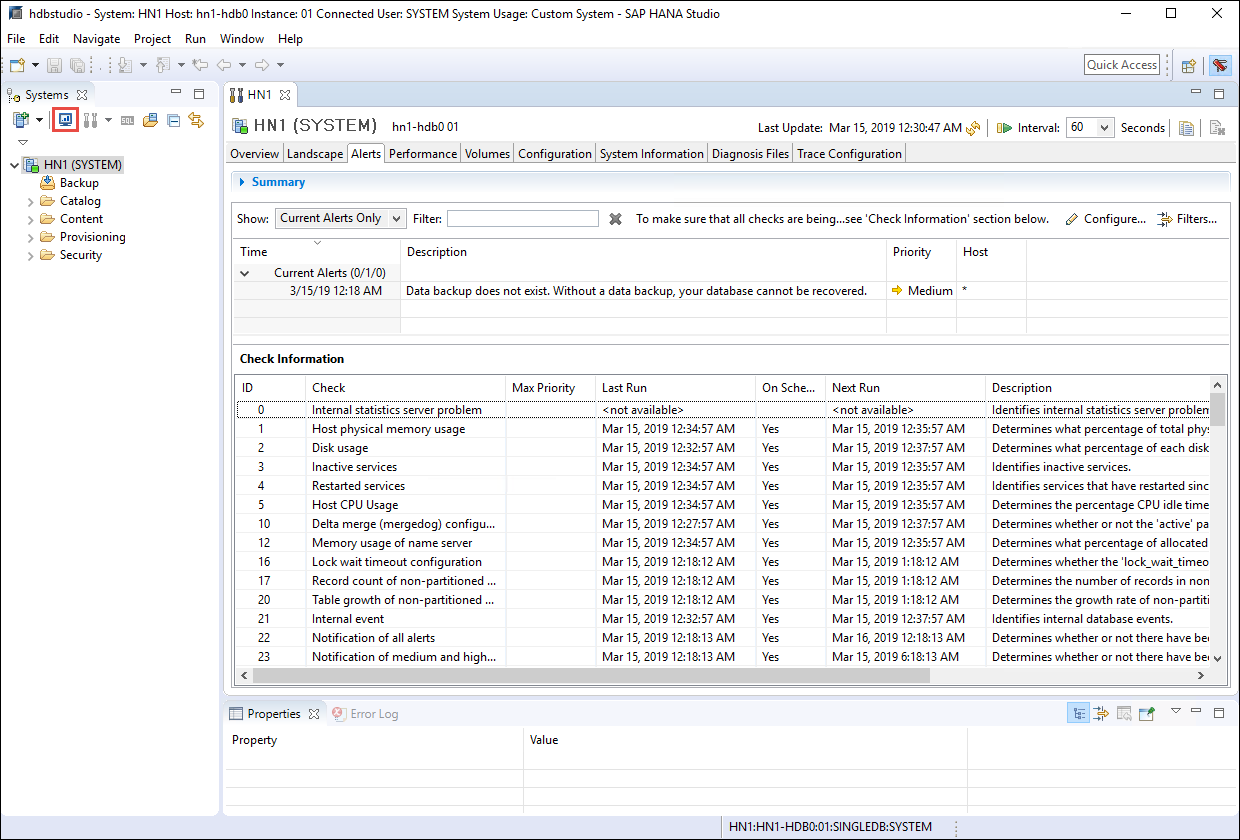 hdbstudio - System: HN1 Host: hn1-hdb0 Instance: 01 Connected User: SYSTEM System Usage: Custom System - SAP HANA Studio
File Edit Navigate Project Run Window Help
Quick Access
Systems
HN1
SQL
HN1 (SYSTEM) hn1-hdb0 01
Last Update: Mar 15, 2019 12:30:47 AM Interval: 60 Seconds
Overview Landscape Alerts Performance Volumes Configuration System Information Diagnosis Files Trace Configuration
HN1 (SYSTEM)
Backup
Catalog
Content
Provisioning
Security
Summary
Show: Current Alerts Only Filter: To make sure that all checks are being...see 'Check Information' section below. Configure... Filters...
Time Description Priority Host
Current Alerts (0/1/0)
3/15/19 12:18 AM Data backup does not exist. Without a data backup, your database cannot be recovered. Medium *
Check Information
ID Check Max Priority Last Run On Sche... Next Run Description
0 Internal statistics server problem <not available> <not available> Identifies internal statistics server problem
1 Host physical memory usage Mar 15, 2019 12:34:57 AM Yes Mar 15, 2019 12:35:57 AM Determines what percentage of total phys
2 Disk usage Mar 15, 2019 12:32:57 AM Yes Mar 15, 2019 12:37:57 AM Determines what percentage of each disk
3 Inactive services Mar 15, 2019 12:34:57 AM Yes Mar 15, 2019 12:35:57 AM Identifies inactive services.
4 Restarted services Mar 15, 2019 12:34:57 AM Yes Mar 15, 2019 12:35:57 AM Identifies services that have restarted sinc
5 Host CPU Usage Mar 15, 2019 12:34:57 AM Yes Mar 15, 2019 12:35:57 AM Determines the percentage CPU idle time
10 Delta merge (mergedog) configu... Mar 15, 2019 12:27:57 AM Yes Mar 15, 2019 12:37:57 AM Determines whether or not the 'active' pa
12 Memory usage of name server Mar 15, 2019 12:34:57 AM Yes Mar 15, 2019 12:35:57 AM Determines what percentage of allocated
16 Lock wait timeout configuration Mar 15, 2019 12:18:12 AM Yes Mar 15, 2019 1:18:12 AM Determines whether the 'lock_wait_timeo
17 Record count of non-partitioned ... Mar 15, 2019 12:18:12 AM Yes Mar 15, 2019 1:18:12 AM Determines the number of records in non
20 Table growth of non-partitioned ... Mar 15, 2019 12:18:12 AM Yes Mar 15, 2019 1:18:12 AM Determines the growth rate of non-partiti
21 Internal event Mar 15, 2019 12:32:57 AM Yes Mar 15, 2019 12:37:57 AM Identifies internal database events.
22 Notification of all alerts Mar 15, 2019 12:18:13 AM Yes Mar 16, 2019 12:18:13 AM Determines whether or not there have bee
23 Notification of medium and high... Mar 15, 2019 12:18:13 AM Yes Mar 15, 2019 6:18:13 AM Determines whether or not there have bee
Properties Error Log
Property Value
HN1:HN1-HDB0:01:SINGLEDB:SYSTEM